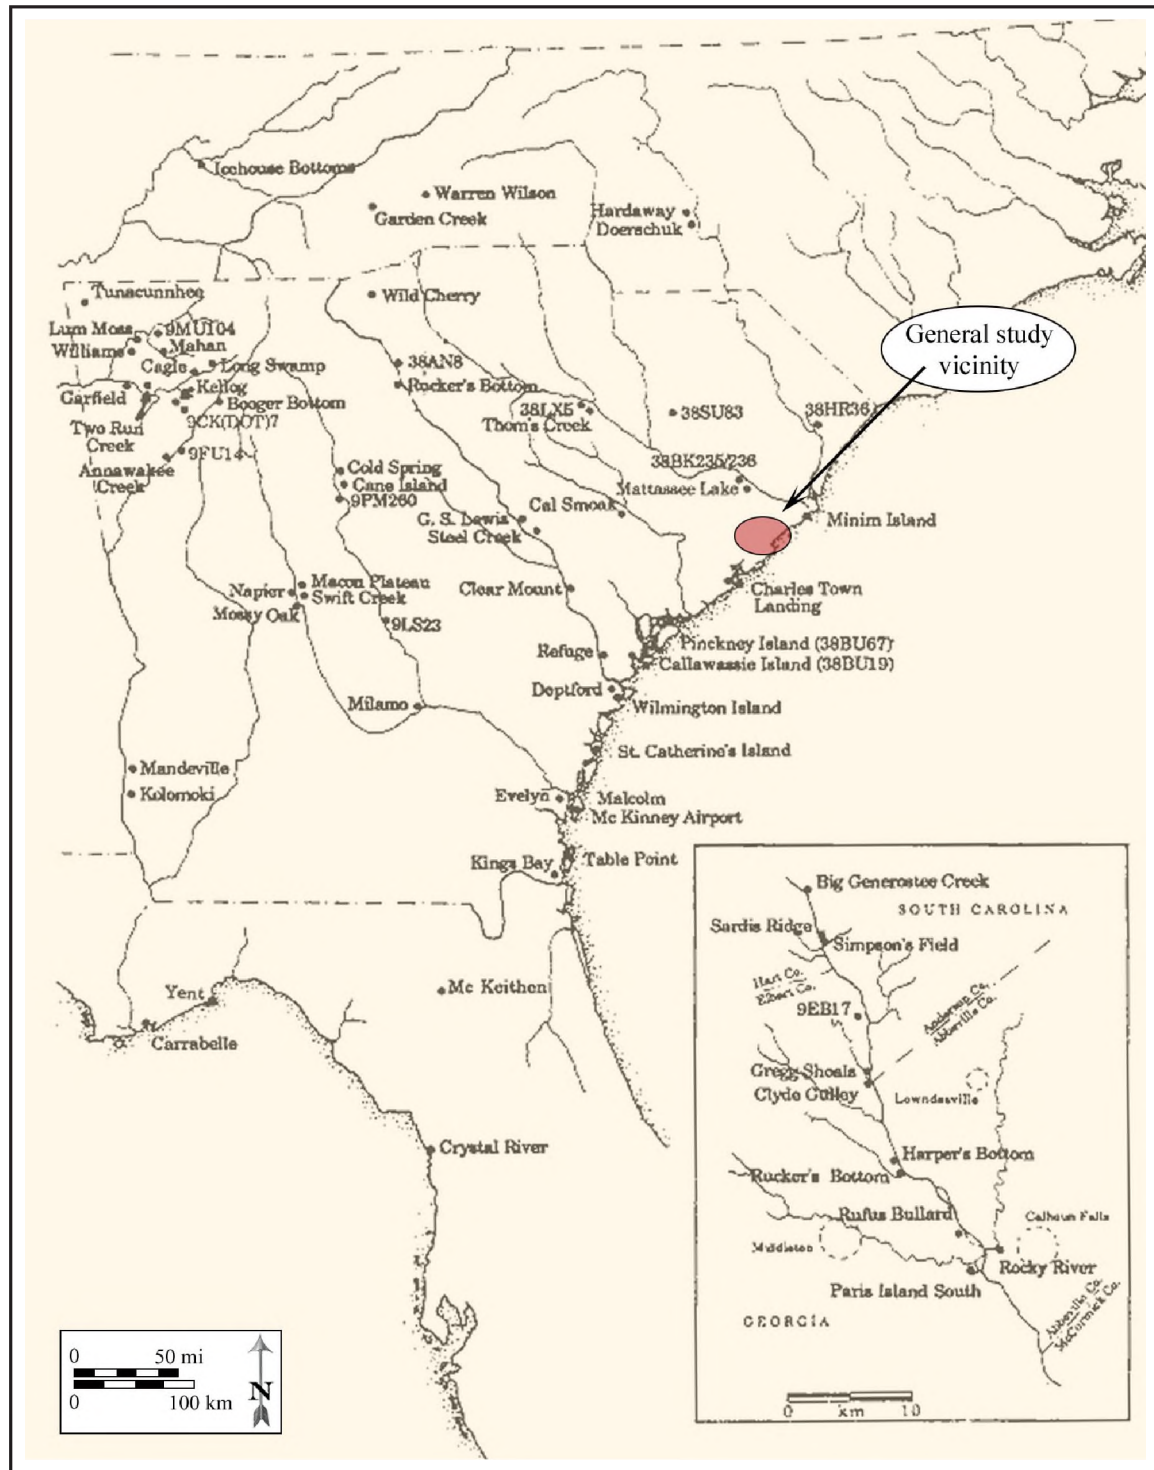 Icehouse Bottoms
Warren Wilson
Garden Creek
Hardaway
Doerschuk
Tunacunnhee
Wild Cherry
General study
vicinity
Lum Moss
9MU104
Williams
Mahan
Cagle
Long Swamp
38AN8
Rucker's Bottom
Garfield
Kellog
Booger Bottom
9CK(DOT)7
Two Run
Creek
38LX5
Thom's Creek
38SU83
38HR36
9FU14
Annawakee
Creek
38BK235/236
Mattassee Lake
Cold Spring
Cane Island
9PM260
Cal Smoak
G. S. Lewis
Steel Creek
Minim Island
Macon Plateau
Napier
Swift Creek
Mossy Oak
Clear Mount
Charles Town
Landing
9LS23
Pinckney Island (38BU67)
Refuge
Callawassie Island (38BU19)
Deptford
Wilmington Island
Milamo
St. Catherine's Island
Mandeville
Kolomoki
Evelyn
Malcolm
Mc Kinney Airport
Kings Bay
Table Point
Yent
Mc Keithen
Carrabelle
Crystal River
Big Generostee Creek
SOUTH CAROLINA
Sardis Ridge
Simpson's Field
Hart Co.
Elbert Co.
9EB17
Anderson Co.
Abbeville Co.
Gregg Shoals
Clyde Gulley
Lowndesville
Harper's Bottom
Rucker's Bottom
Rufus Bullard
Calhoun Falls
Middleton
Rocky River
Paris Island South
Abbeville Co.
McCormick Co.
GEORGIA
0 km 10
0 50 mi
0 100 km
N